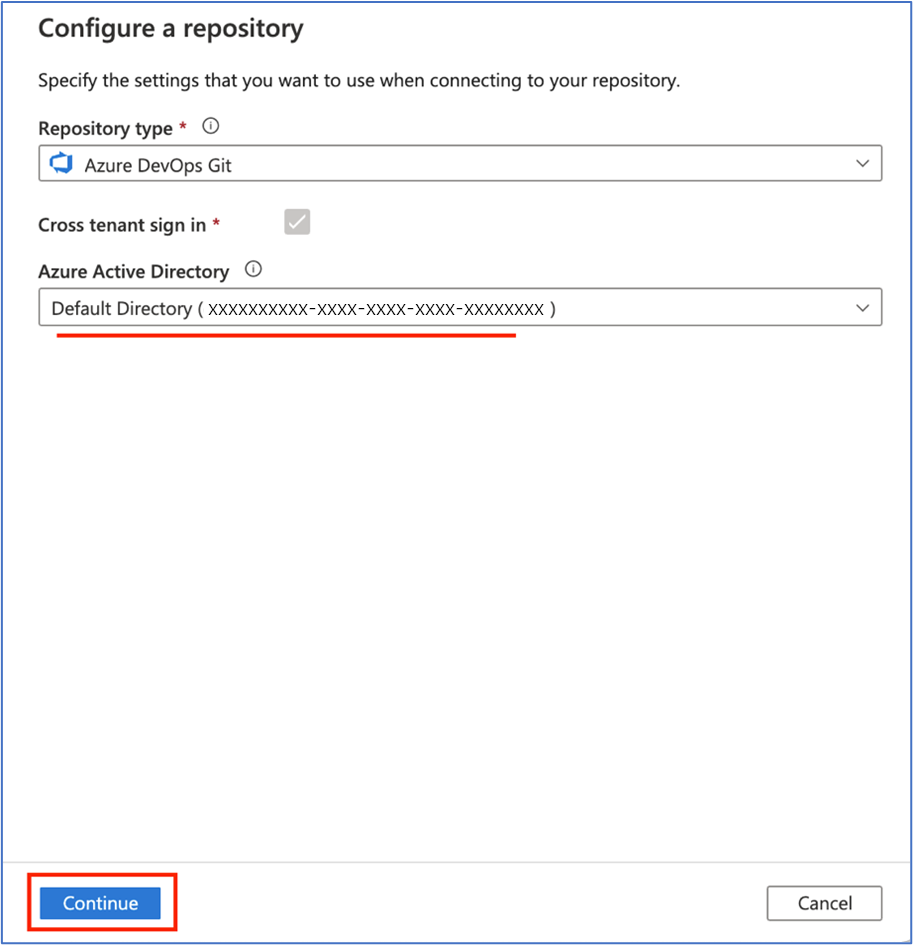 Configure a repository
Specify the settings that you want to use when connecting to your repository.
Repository type *
Azure DevOps Git
Cross tenant sign in *
Azure Active Directory
Default Directory ( XXXXXXXXXX-XXXX-XXXX-XXXX-XXXXXXXX )
Continue
Cancel